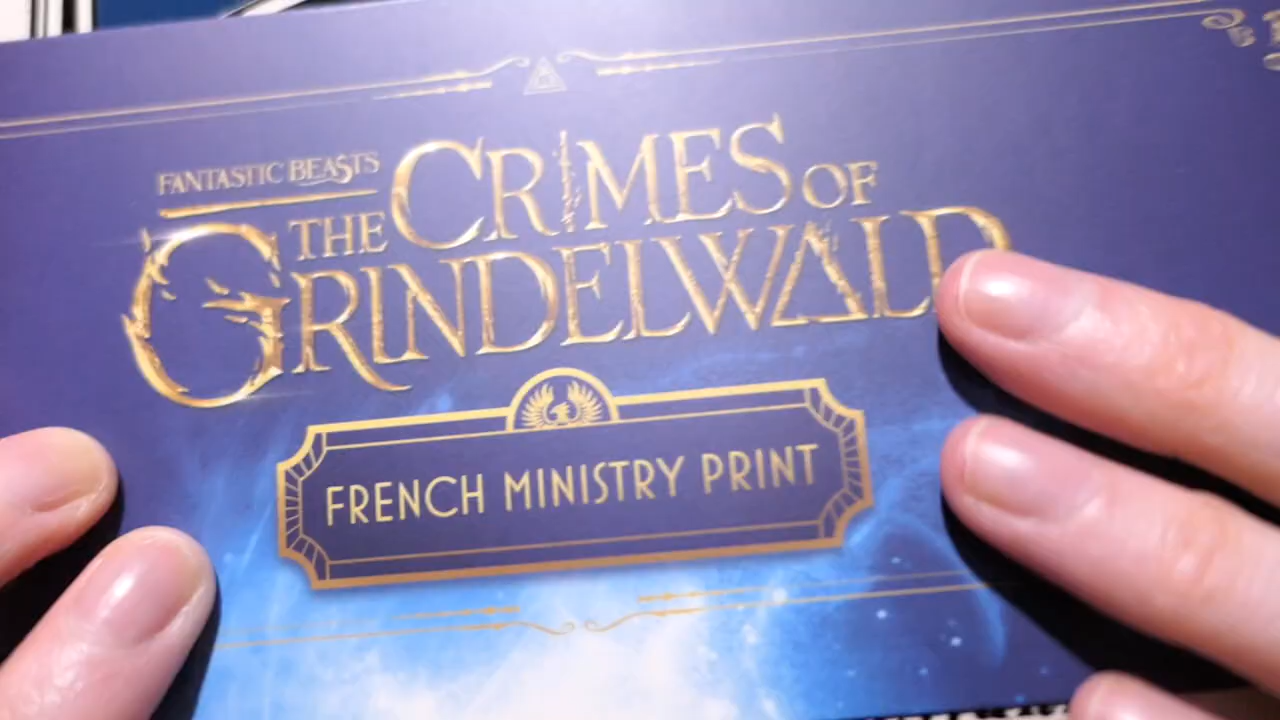 FANTASTIC BEASTS
THE CRIMES OF
GRINDELWALD
FRENCH MINISTRY PRINT